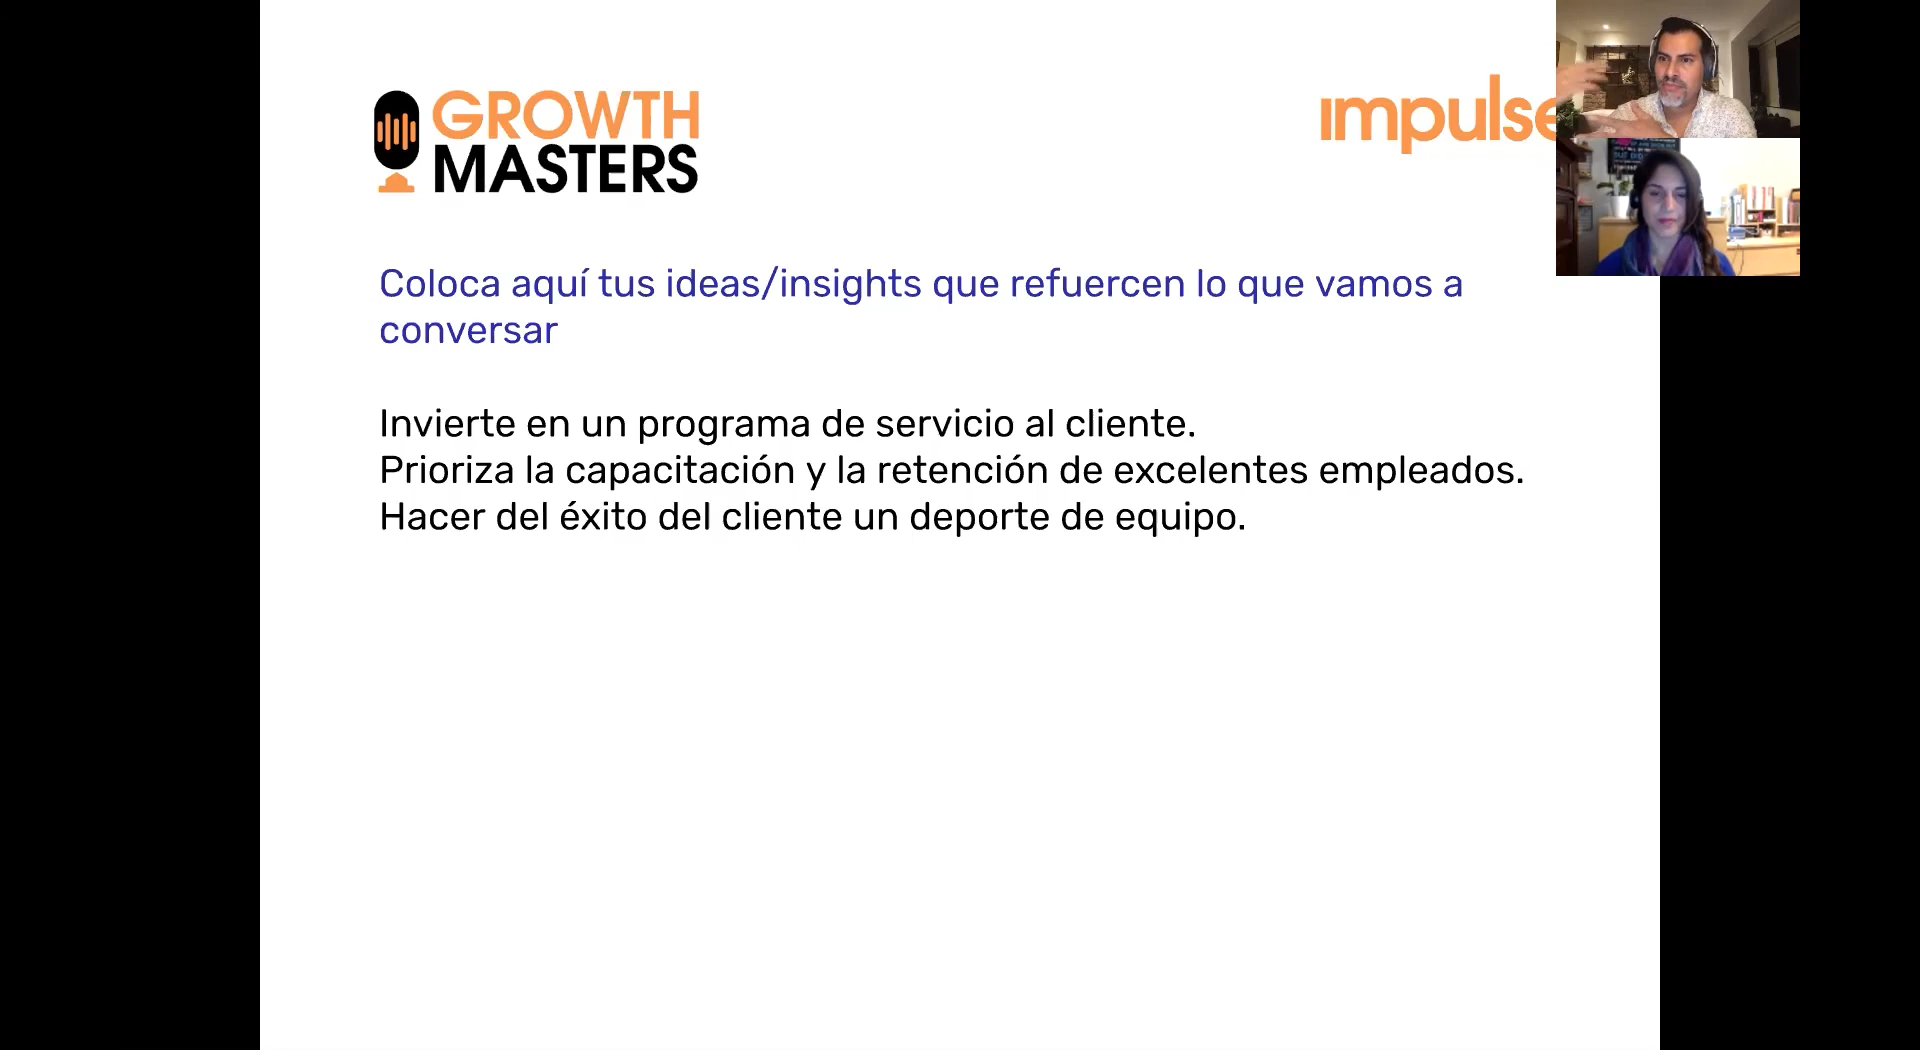 GROWTH
MASTERS
impulse
Coloca aquí tus ideas/insights que refuercen lo que vamos a
conversar
Invierte en un programa de servicio al cliente.
Prioriza la capacitación y la retención de excelentes empleados.
Hacer del éxito del cliente un deporte de equipo.